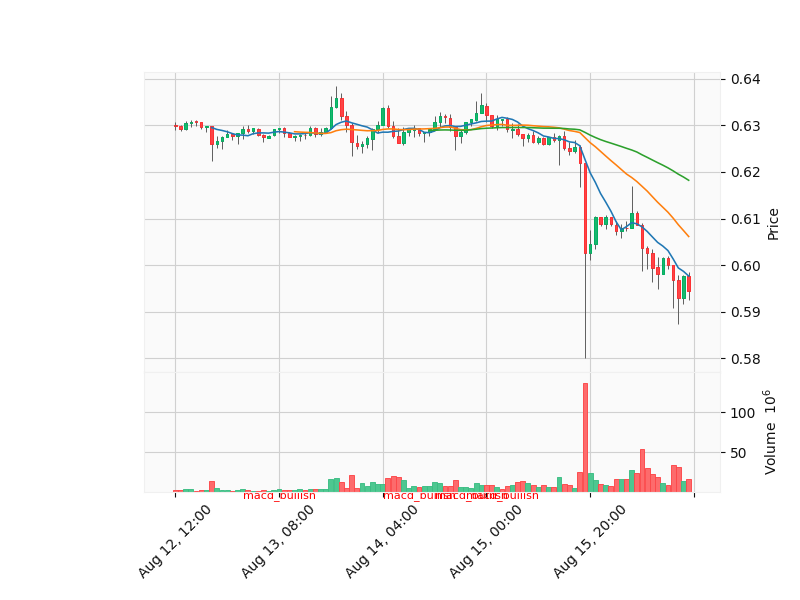 0.64
0.63
0.62
0.61
0.60
0.59
0.58
Price
100
50
Volume 10^6
macd_bullish
macd_bullish
Aug 12, 12:00
Aug 13, 08:00
Aug 14, 04:00
Aug 15, 00:00
Aug 15, 20:00